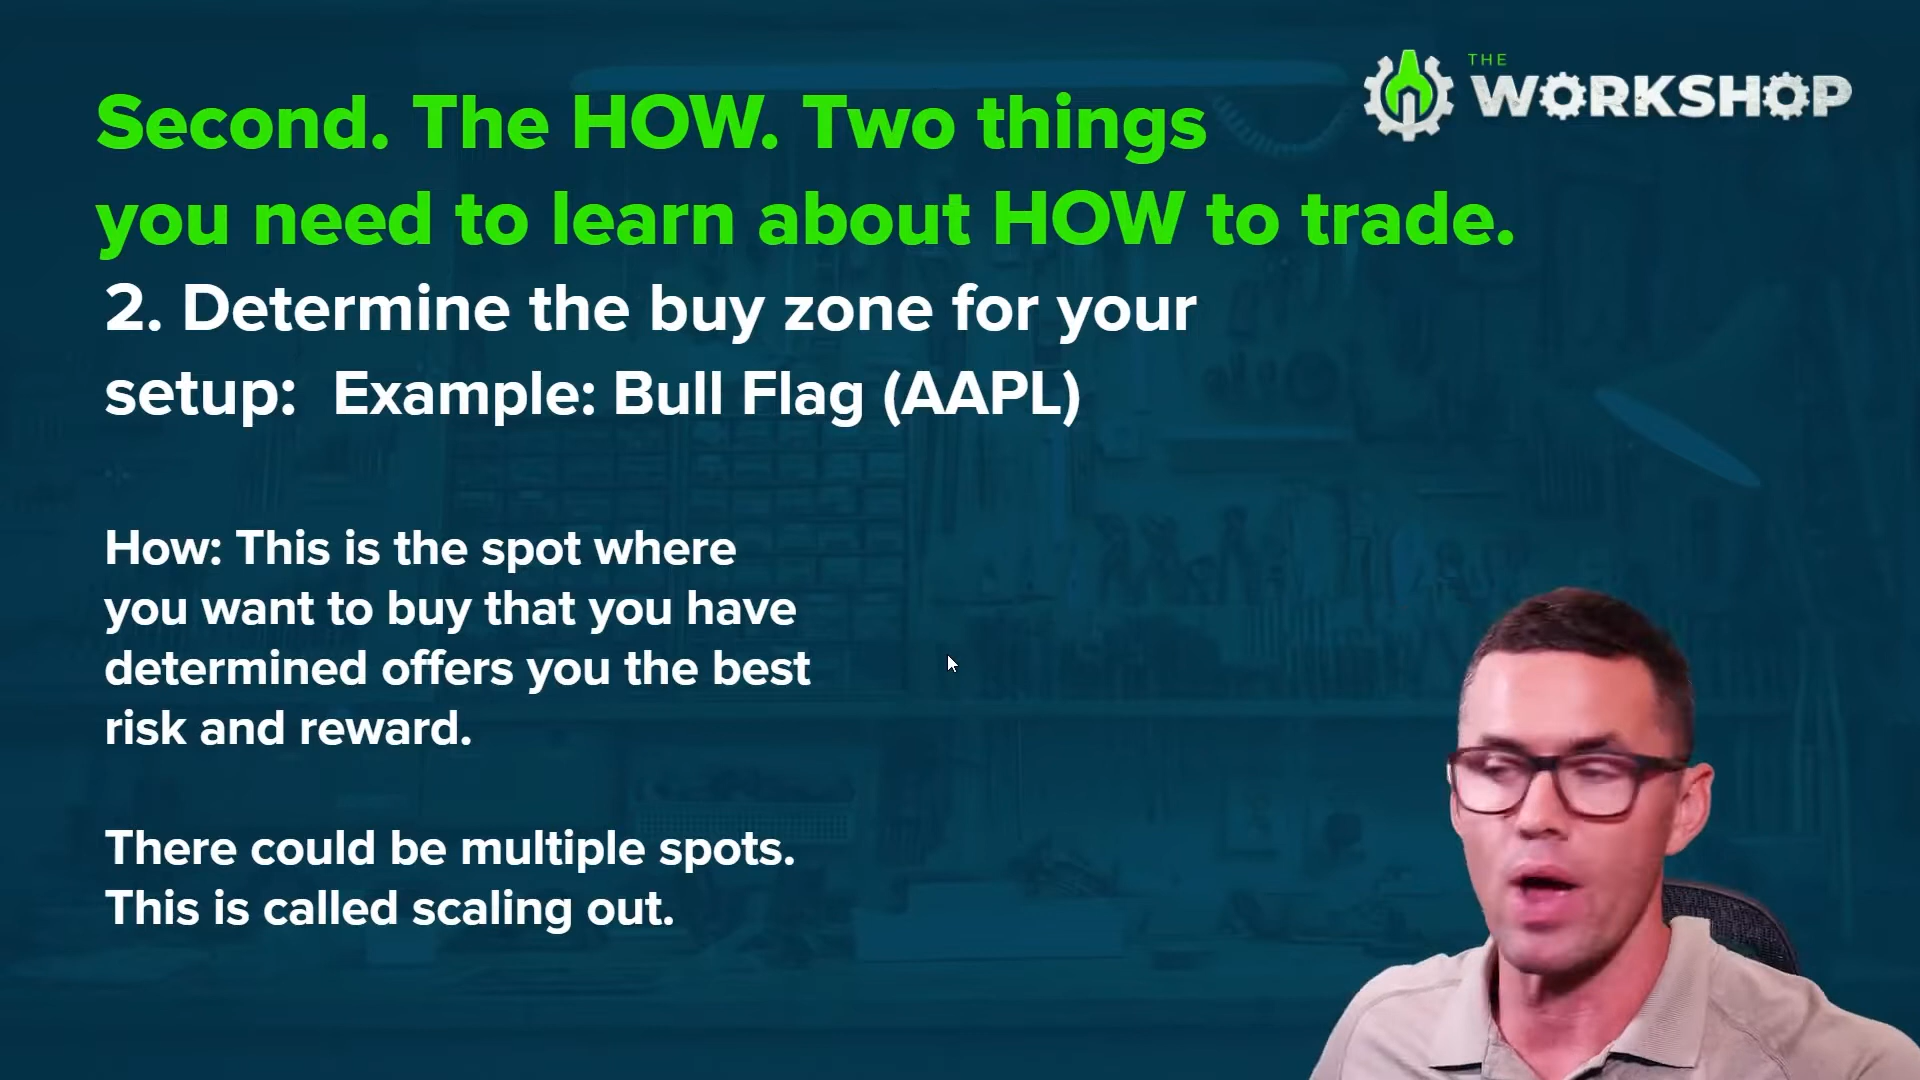 THE
WORKSHOP
Second. The HOW. Two things
you need to learn about HOW to trade.
2. Determine the buy zone for your
setup: Example: Bull Flag (AAPL)
How: This is the spot where
you want to buy that you have
determined offers you the best
risk and reward.
There could be multiple spots.
This is called scaling out.